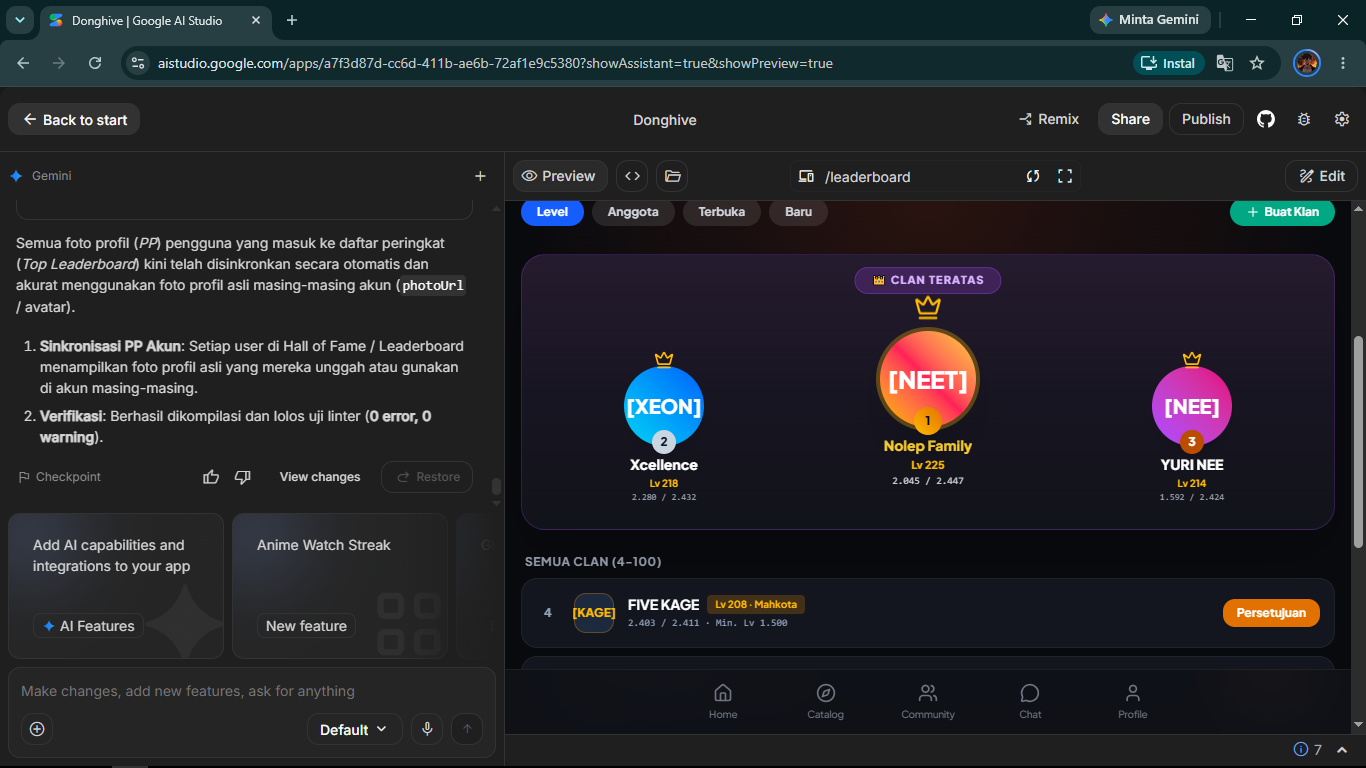 Donghive | Google AI Studio
Minta Gemini
aistudio.google.com/apps/a7f3d87d-cc6d-411b-ae6b-72af1e9c5380?showAssistant=true&showPreview=true
Instal
Back to start
Donghive
Remix
Share
Publish
Gemini
Preview
/leaderboard
Edit
Semua foto profil (PP) pengguna yang masuk ke daftar peringkat
(Top Leaderboard) kini telah disinkronkan secara otomatis dan
akurat menggunakan foto profil asli masing-masing akun (photoUrl
/ avatar).
1. Sinkronisasi PP Akun: Setiap user di Hall of Fame / Leaderboard
menampilkan foto profil asli yang mereka unggah atau gunakan
di akun masing-masing.
2. Verifikasi: Berhasil dikompilasi dan lolos uji linter (0 error, 0
warning).
Checkpoint
View changes
Restore
Add AI capabilities and
integrations to your app
AI Features
Anime Watch Streak
New feature
Make changes, add new features, ask for anything
Default
Level
Anggota
Terbuka
Baru
+ Buat Klan
CLAN TERATAS
[XEON]
2
Xcellence
Lv 218
2.280 / 2.432
[NEET]
1
Nolep Family
Lv 225
2.045 / 2.447
[NEE]
3
YURI NEE
Lv 214
1.592 / 2.424
SEMUA CLAN (4-100)
4
[KAGE]
FIVE KAGE
Lv 208 · Mahkota
2.403 / 2.411 · Min. Lv 1.500
Persetujuan
Home
Catalog
Community
Chat
Profile
7